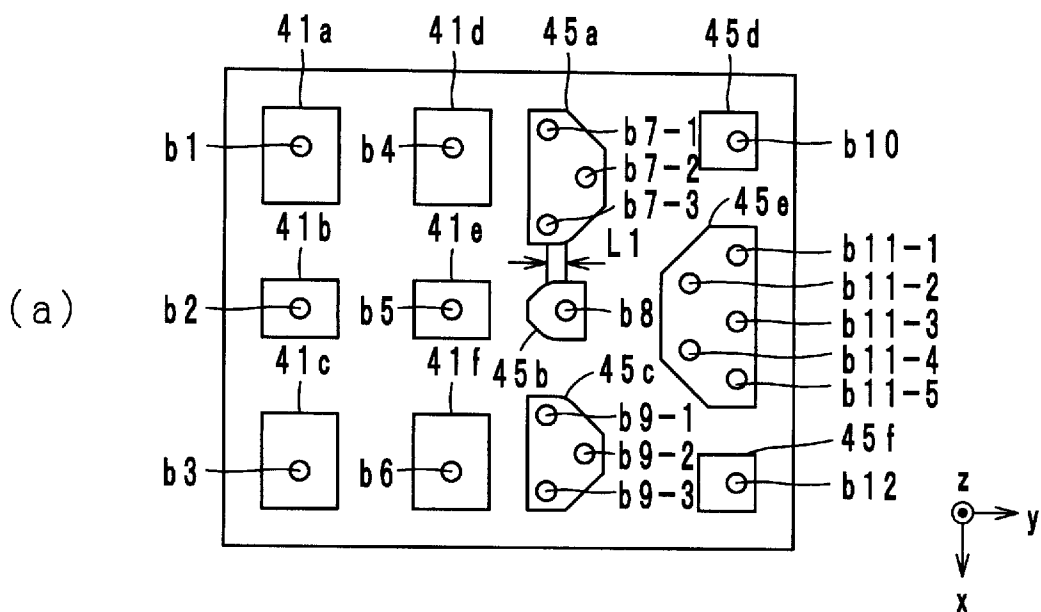 41a 41d 45a 45d
b1 b4 b7-1 b10
b7-2
b7-3 45e
41b 41e L1
b11-1
b11-2
(a) b2 b5 b8 b11-3
41c 41f 45b 45c b11-4
b11-5
b9-1 45f
b3 b6 b9-2 b12
b9-3
z
y
x